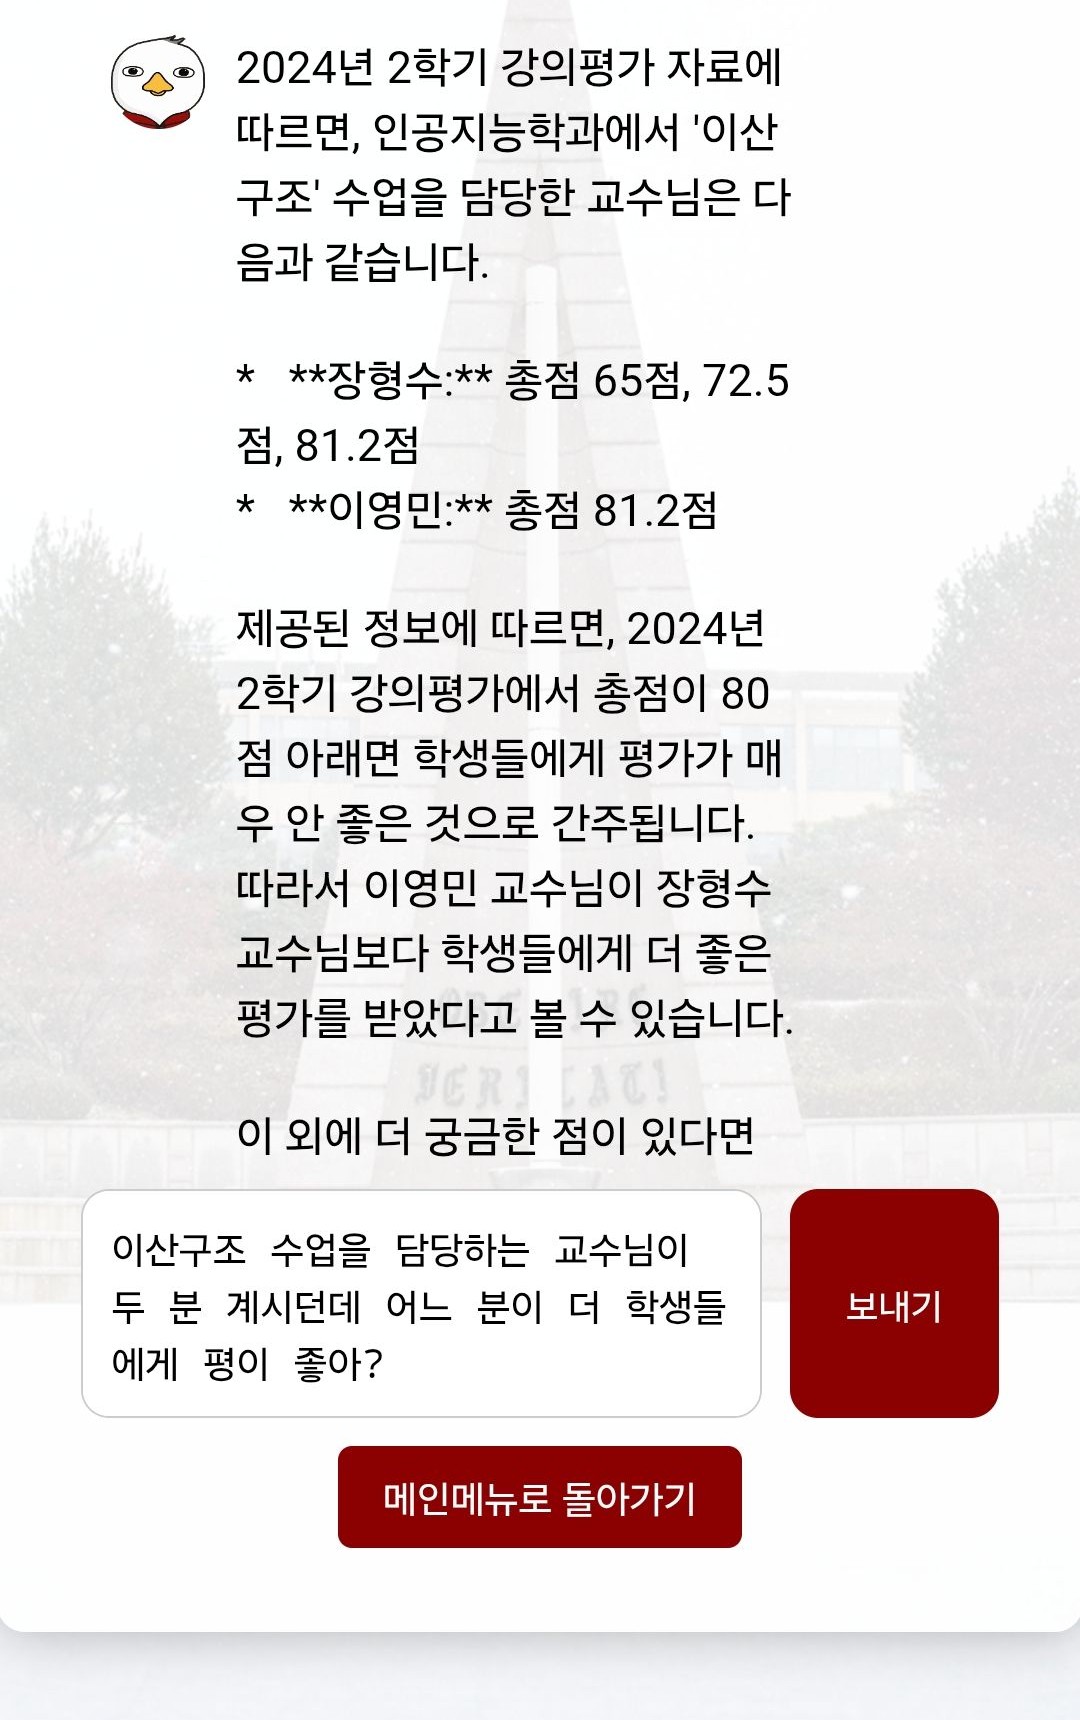 2024년 2학기 강의평가 자료에
따르면, 인공지능학과에서 '이산
구조' 수업을 담당한 교수님은 다
음과 같습니다.
*   **장형수:** 총점 65점, 72.5
점, 81.2점
*   **이영민:** 총점 81.2점
제공된 정보에 따르면, 2024년
2학기 강의평가에서 총점이 80
점 아래면 학생들에게 평가가 매
우 안 좋은 것으로 간주됩니다.
따라서 이영민 교수님이 장형수
교수님보다 학생들에게 더 좋은
평가를 받았다고 볼 수 있습니다.
이 외에 더 궁금한 점이 있다면
이산구조 수업을 담당하는 교수님이
두 분 계시던데 어느 분이 더 학생들
에게 평이 좋아?
보내기
메인메뉴로 돌아가기